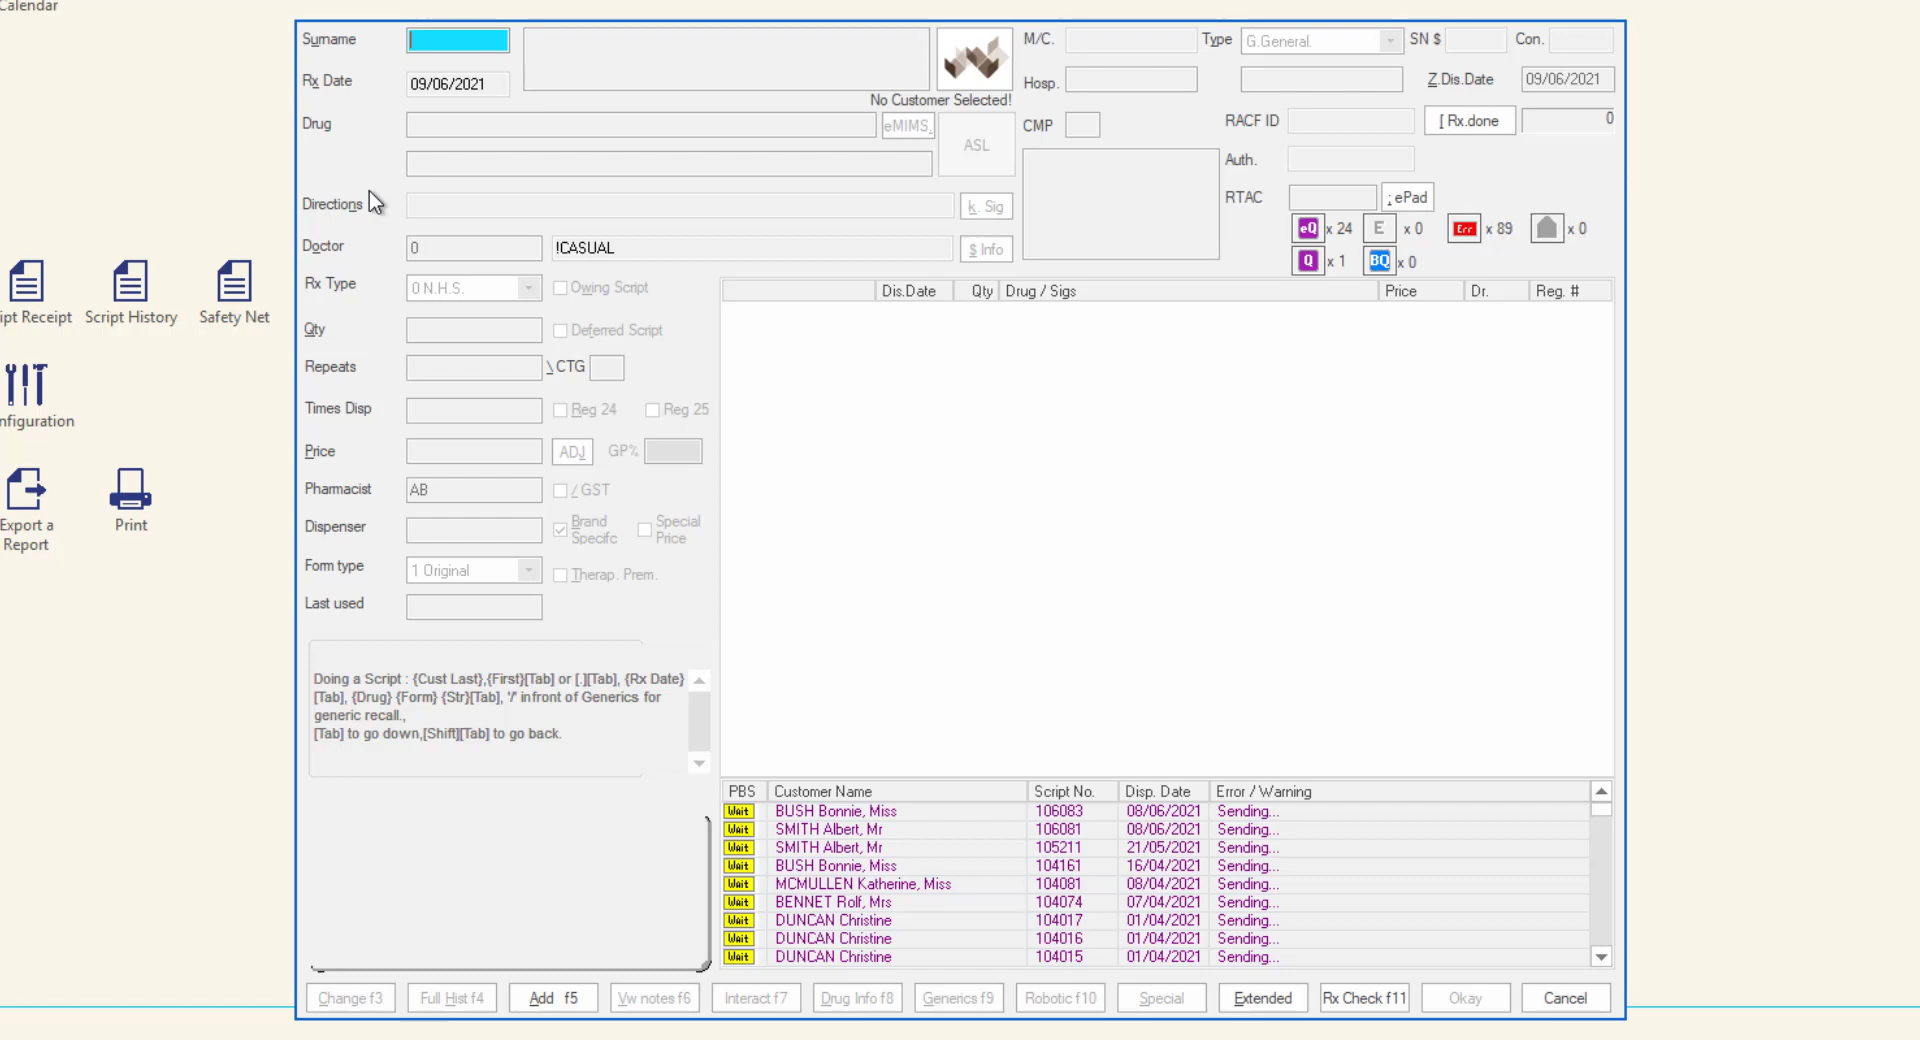 Calendar
Surname
M/C.
Type
G.General.
SN $
Con.
Rx Date
09/06/2021
No Customer Selected!
Hosp.
Z.Dis.Date
09/06/2021
Drug
eMIMS.
ASL
CMP
RACF ID
[ Rx.done
0
Auth.
Directions
k. Sig
RTAC
; ePad
eQ x 24
E x 0
Err x 89
x 0
Doctor
0
!CASUAL
$ Info
Q x 1
BQ x 0
Rx Type
0 N.H.S.
Owing Script
Dis.Date Qty Drug / Sigs Price Dr. Reg. #
ipt Receipt
Script History
Safety Net
Qty
Deferred Script
Repeats
\ CTG
Times Disp
Reg 24
Reg 25
nfiguration
Price
ADJ
GP%
Pharmacist
AB
/ GST
Export a
Report
Print
Dispenser
Brand
Specifc
Special
Price
Form type
1 Original
Therap. Prem.
Last used
Doing a Script : {Cust Last},{First}[Tab] or [.][Tab], {Rx Date}
[Tab], {Drug} {Form} {Str}[Tab], '/' infront of Generics for
generic recall.,
[Tab] to go down,[Shift][Tab] to go back.
PBS Customer Name Script No. Disp. Date Error / Warning
Wait BUSH Bonnie, Miss 106083 08/06/2021 Sending...
Wait SMITH Albert, Mr 106081 08/06/2021 Sending...
Wait SMITH Albert, Mr 105211 21/05/2021 Sending...
Wait BUSH Bonnie, Miss 104161 16/04/2021 Sending...
Wait MCMULLEN Katherine, Miss 104081 08/04/2021 Sending...
Wait BENNET Rolf, Mrs 104074 07/04/2021 Sending...
Wait DUNCAN Christine 104017 01/04/2021 Sending...
Wait DUNCAN Christine 104016 01/04/2021 Sending...
Wait DUNCAN Christine 104015 01/04/2021 Sending...
Change f3
Full Hist f4
Add f5
Vw notes f6
Interact f7
Drug Info f8
Generics f9
Robotic f10
Special
Extended
Rx Check f11
Okay
Cancel